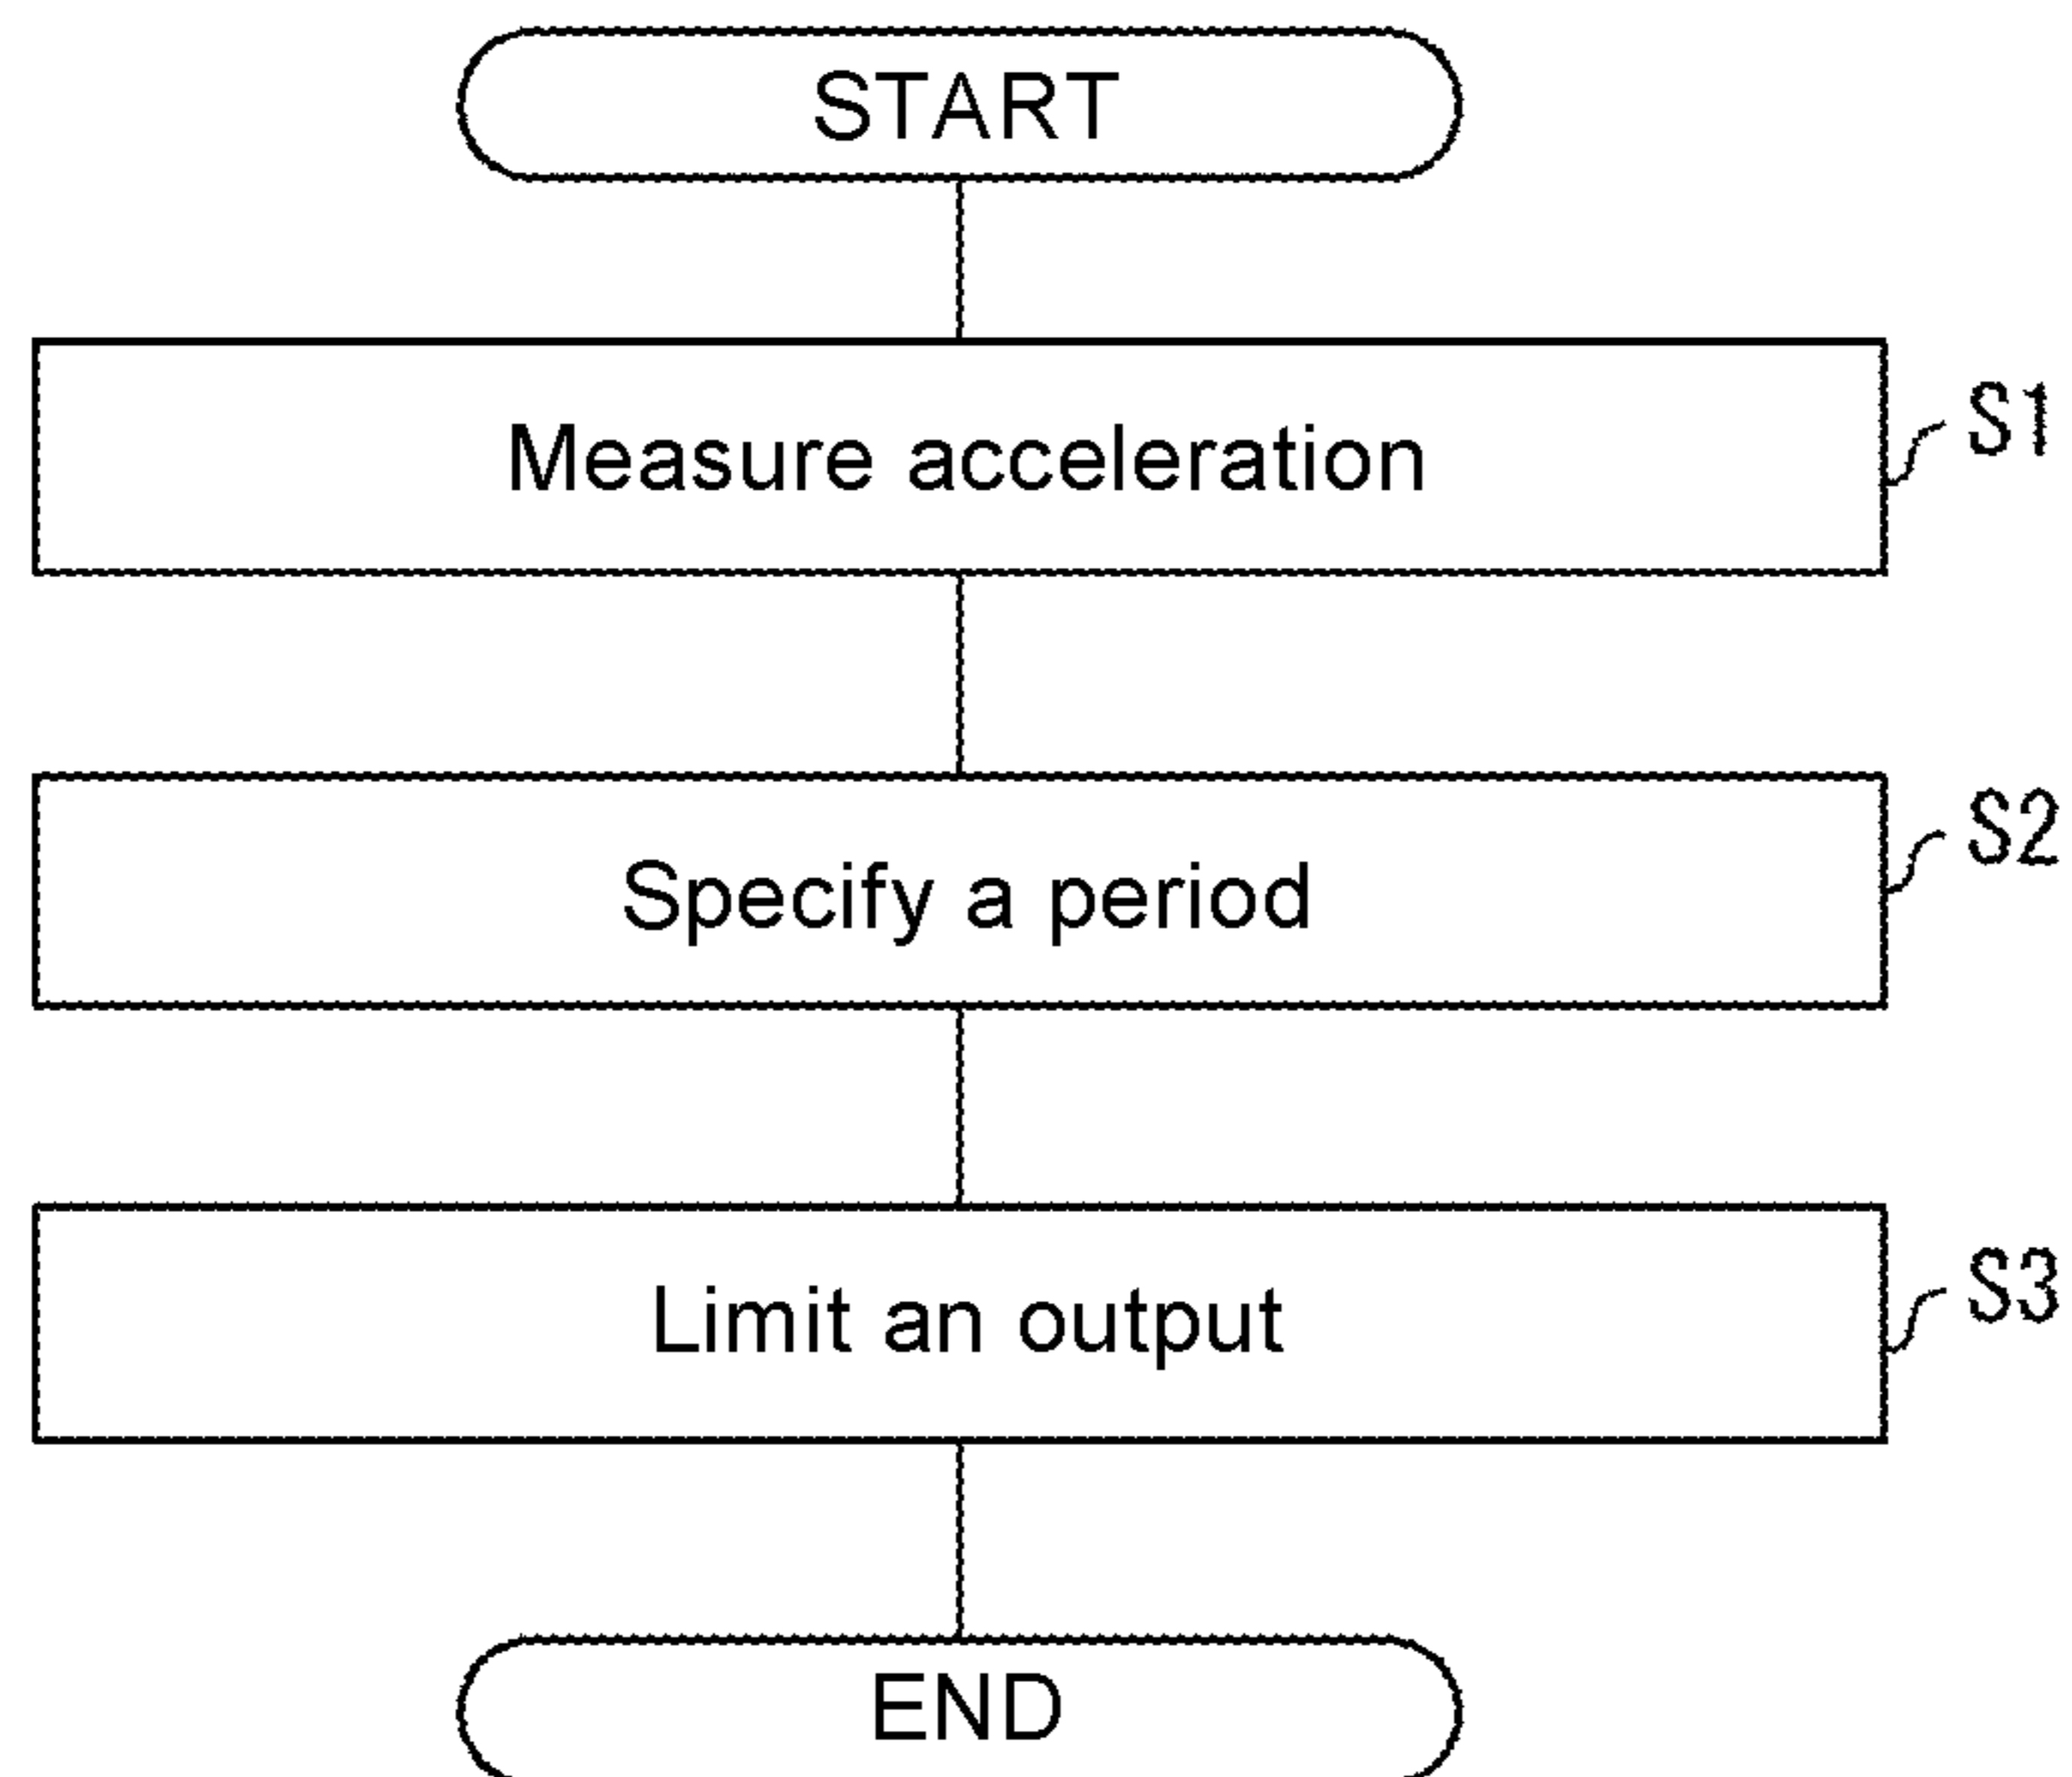 START
Measure acceleration
S1
Specify a period
S2
Limit an output
S3
END